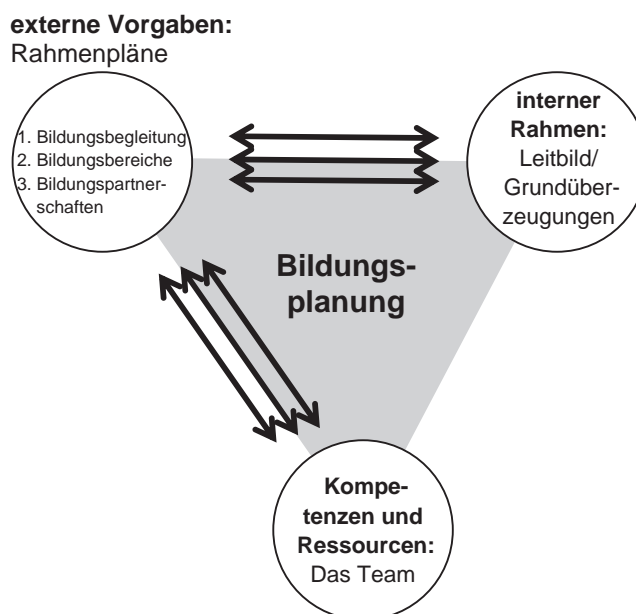 externe Vorgaben:
Rahmenpläne
1. Bildungsbegleitung
2. Bildungsbereiche
3. Bildungspartner-
schaften
interner
Rahmen:
Leitbild/
Grundüber-
zeugungen
Bildungs-
planung
Kompe-
tenzen und
Ressourcen:
Das Team